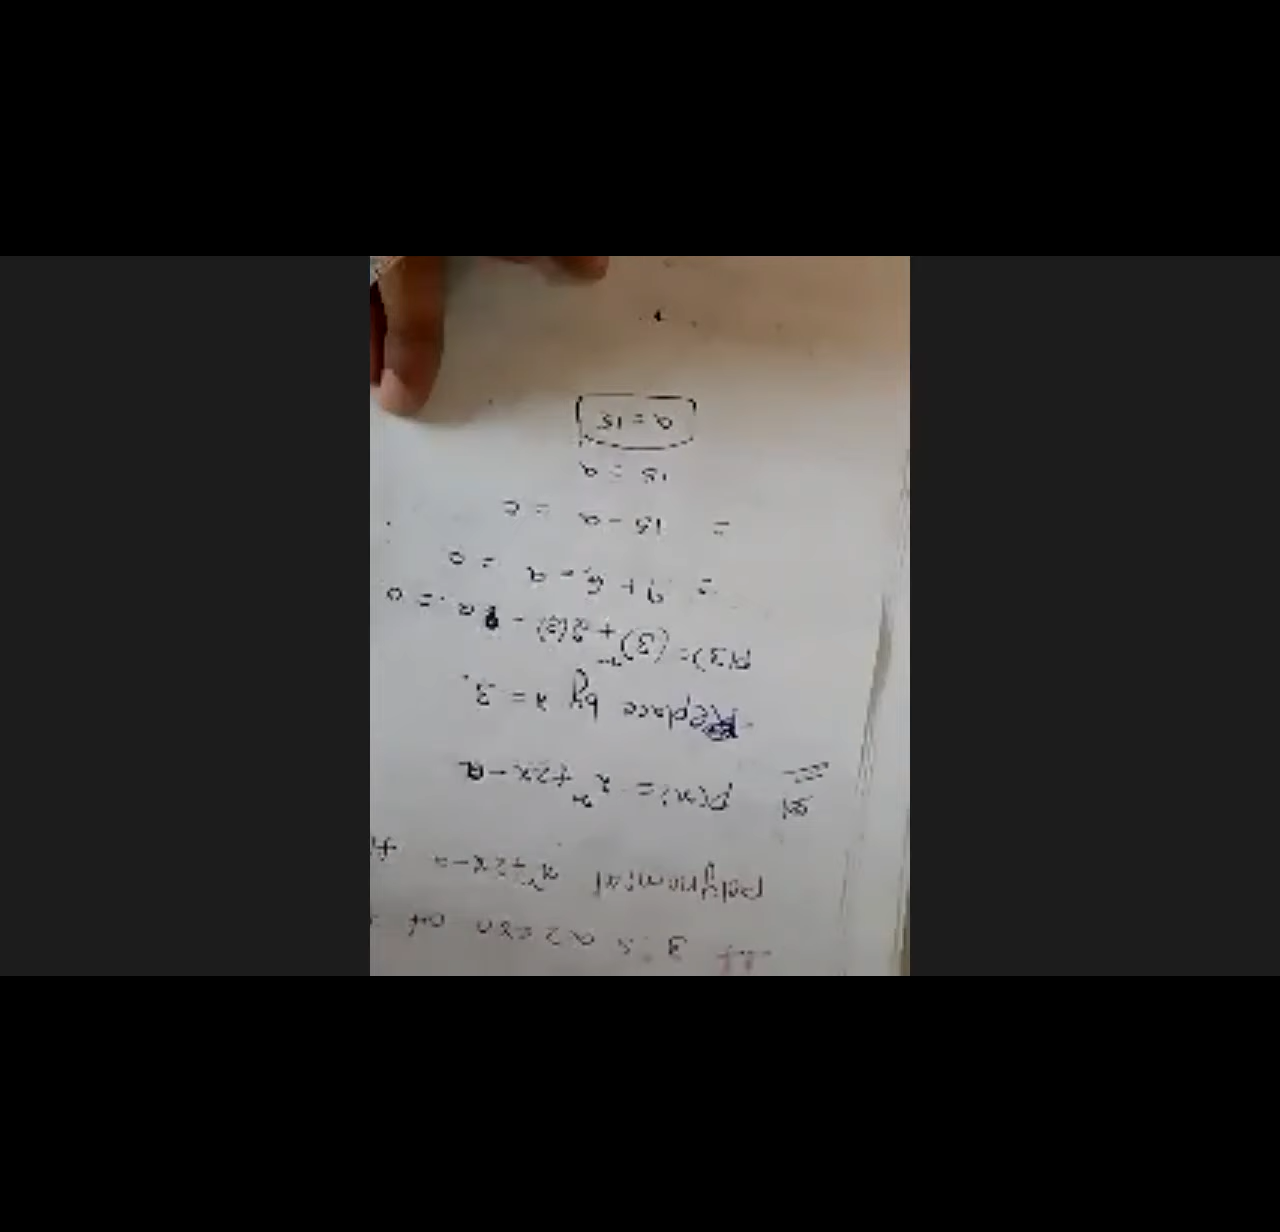 If 3 is a zero of
polynomial x²+2x-a
sol P(x) = x²+2x-a
Replace by x = 3.
P(3) = (3)²+2(3) - a = 0
= 9+6-a = 0
= 15-a = 0
15 = a
a = 15